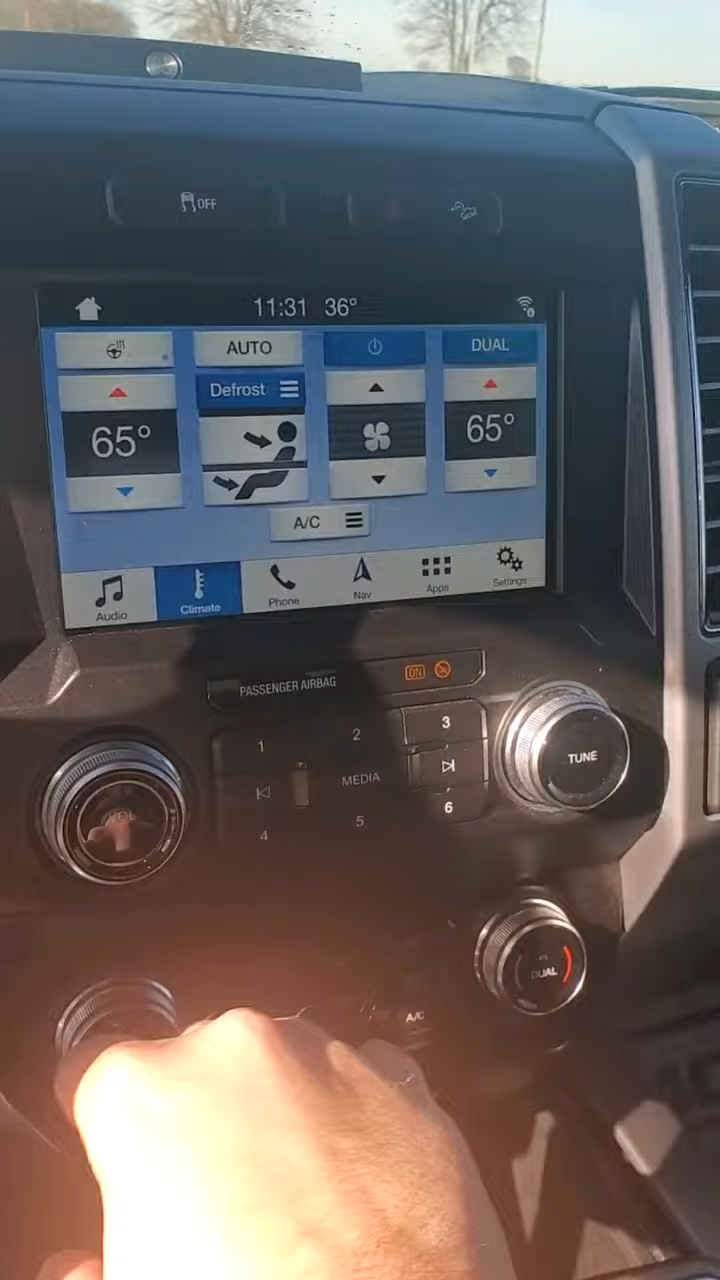 OFF
11:31 36°
AUTO
DUAL
Defrost
65°
65°
A/C
Audio
Climate
Phone
Nav
Apps
Settings
PASSENGER AIRBAG
ON
1
2
3
MEDIA
4
5
6
TUNE
DUAL
A/C